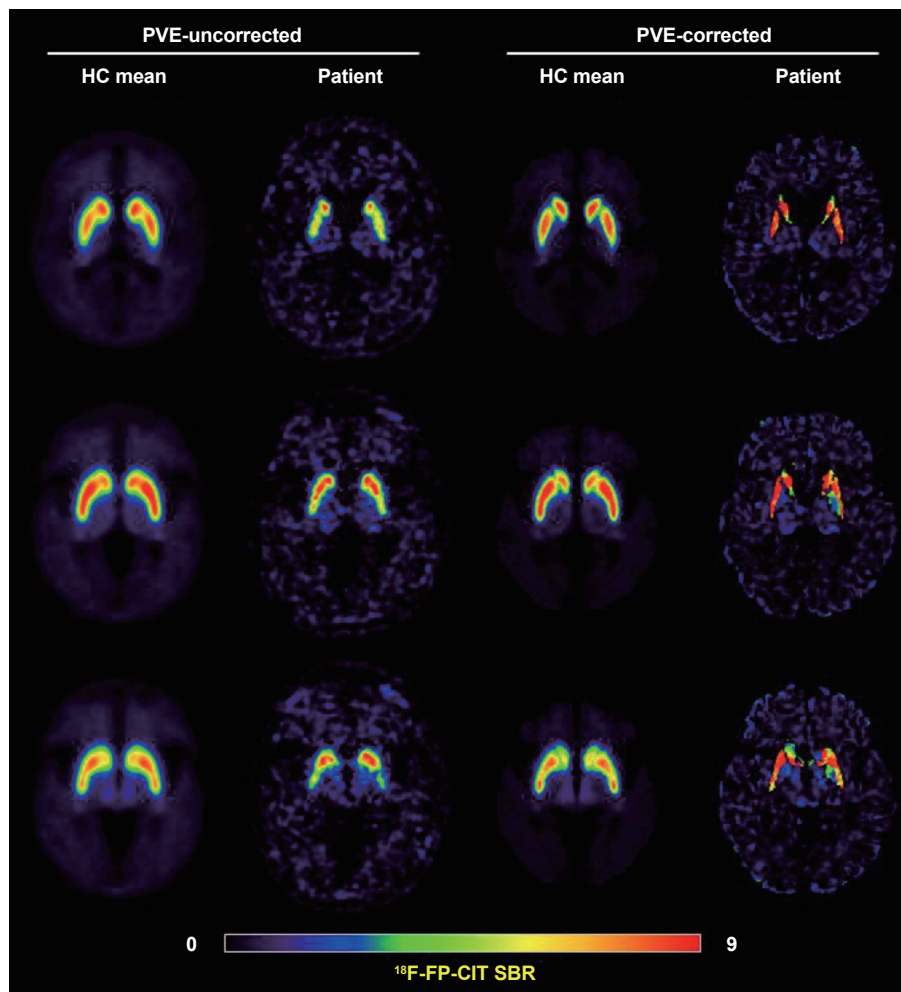 PVE-uncorrected PVE-corrected
HC mean Patient HC mean Patient
0 9
¹⁸F-FP-CIT SBR